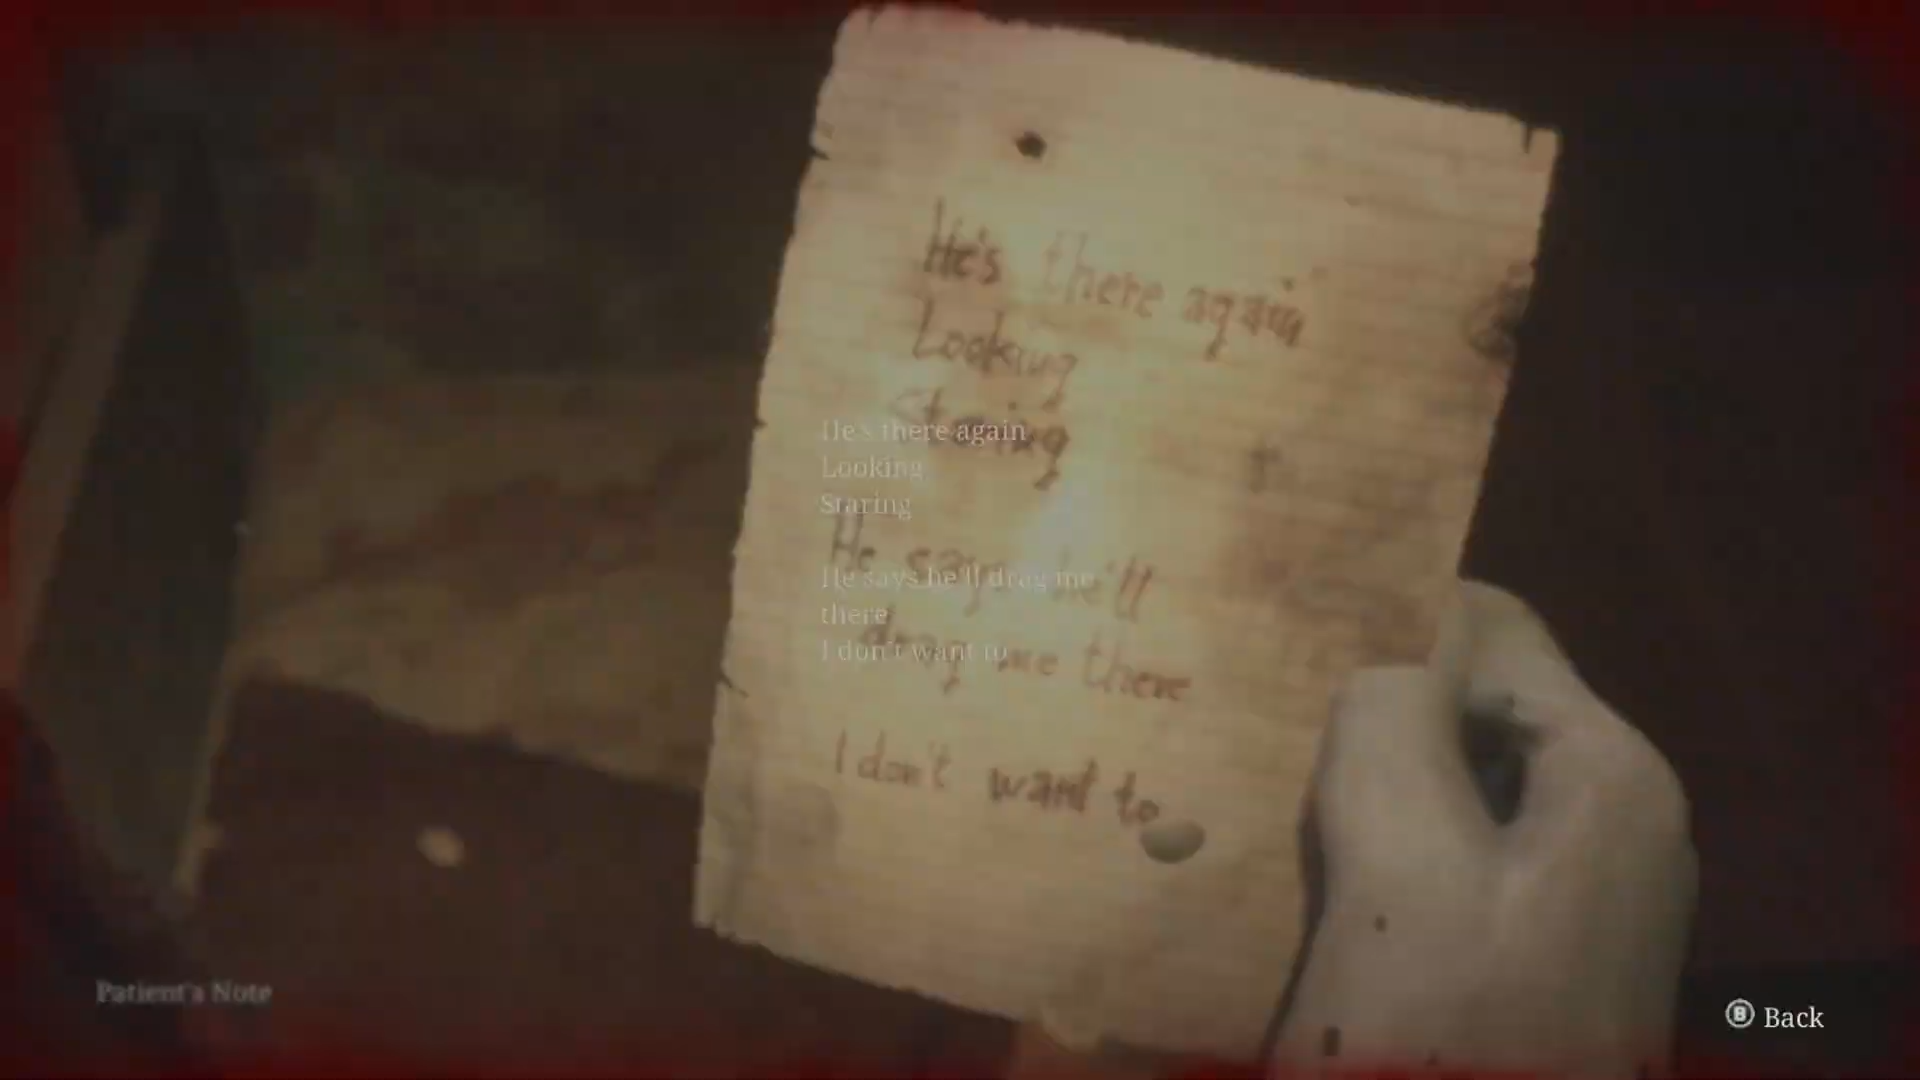 He's there again
Looking
Staring
He says he'll
drag me there
I don't want to
He's there again
Looking
Staring
He says he'll drag me
there
I don't want to
Patient's Note
B Back